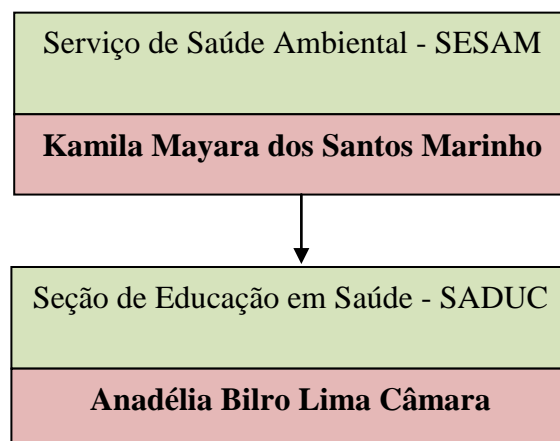 Serviço de Saúde Ambiental - SESAM
Kamila Mayara dos Santos Marinho
Seção de Educação em Saúde - SADUC
Anadélia Bilro Lima Câmara